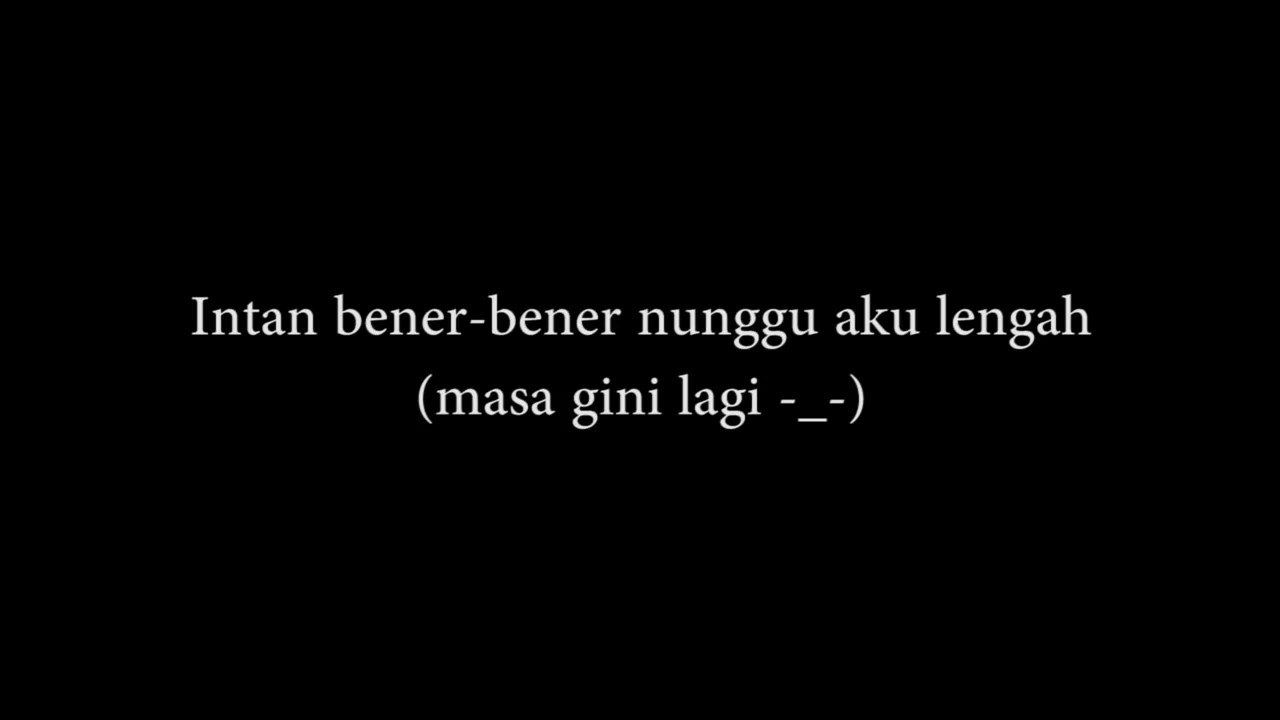 Intan bener-bener nunggu aku lengah
(masa gini lagi -_-)